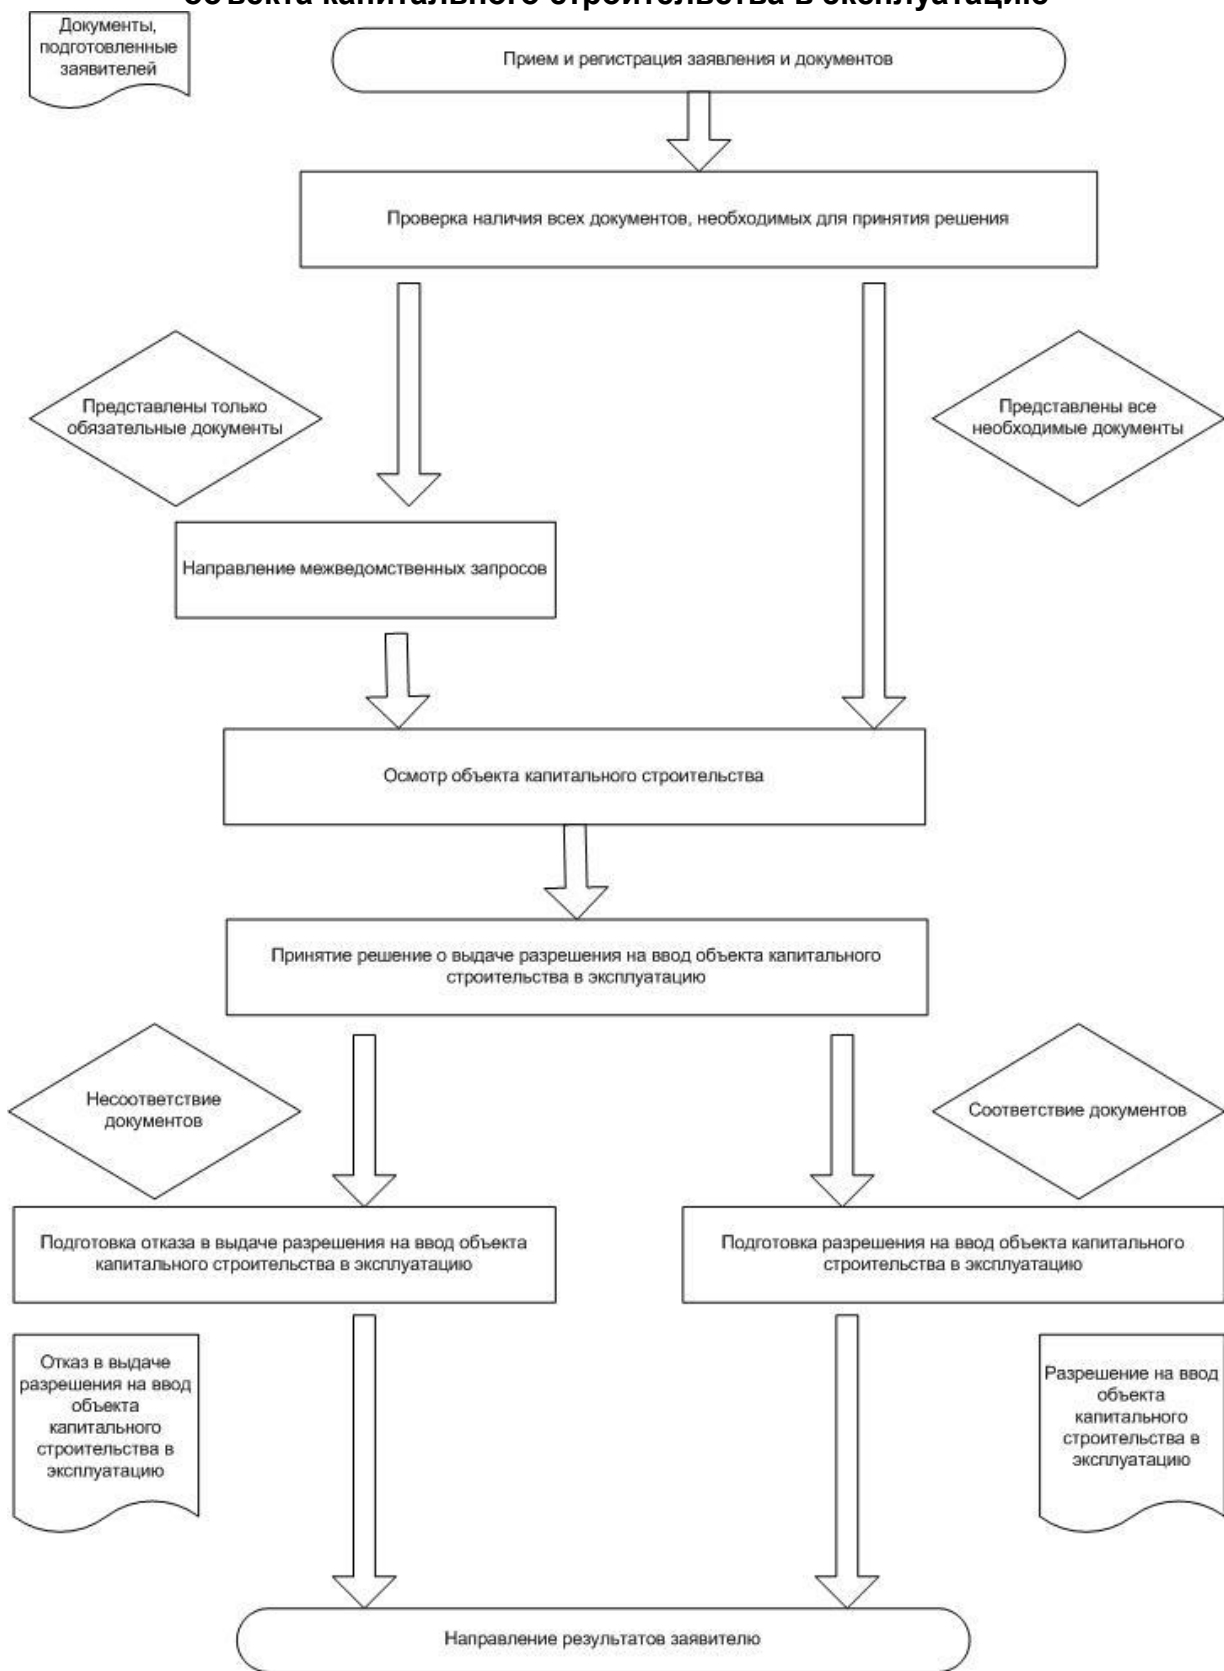 объекта капитального строительства в эксплуатацию
Документы,
подготовленные
заявителей
Прием и регистрация заявления и документов
Проверка наличия всех документов, необходимых для принятия решения
Представлены только
обязательные документы
Представлены все
необходимые документы
Направление межведомственных запросов
Осмотр объекта капитального строительства
Принятие решение о выдаче разрешения на ввод объекта капитального
строительства в эксплуатацию
Несоответствие
документов
Соответствие документов
Подготовка отказа в выдаче разрешения на ввод объекта
капитального строительства в эксплуатацию
Подготовка разрешения на ввод объекта капитального
строительства в эксплуатацию
Отказ в выдаче
разрешения на ввод
объекта
капитального
строительства в
эксплуатацию
Разрешение на ввод
объекта
капитального
строительства в
эксплуатацию
Направление результатов заявителю